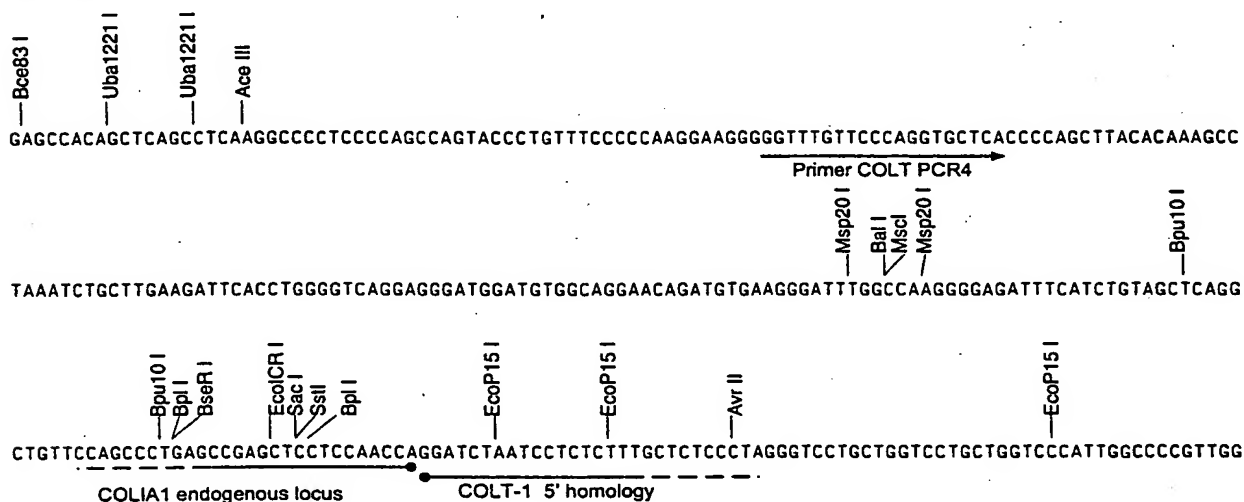 Bce83 I
Uba1221 I
Uba1221 I
Ace III
GAGCCACAGCTCAGCCTCAAGGCCCCTCCCCAGCCAGTACCCTGTTTCCCCCAAGGAAGGGGGTTTGTTCCCAGGTGCTCACCCCAGCTTACACAAAGCC
Primer COLT PCR4
Msp20 I
Bal I
MscI
Msp20 I
Bpu10 I
TAAATCTGCTTGAAGATTCACCTGGGGTCAGGAGGGATGGATGTGGCAGGAACAGATGTGAAGGGATTTGGCCAAGGGGAGATTTCATCTGTAGCTCAGG
Bpu10 I
Bpl I
BseR I
EcolCR I
Sac I
SstI
Bpl I
EcoP15 I
EcoP15 I
Avr II
EcoP15 I
CTGTTCCAGCCCTGAGCCGAGCTCCTCCAACCAGGATCTAATCCTCTCTTTGCTCTCCCTAGGGTCCTGCTGGTCCTGCTGGTCCCATTGGCCCCGTTGG
COLIA1 endogenous locus
COLT-1 5' homology